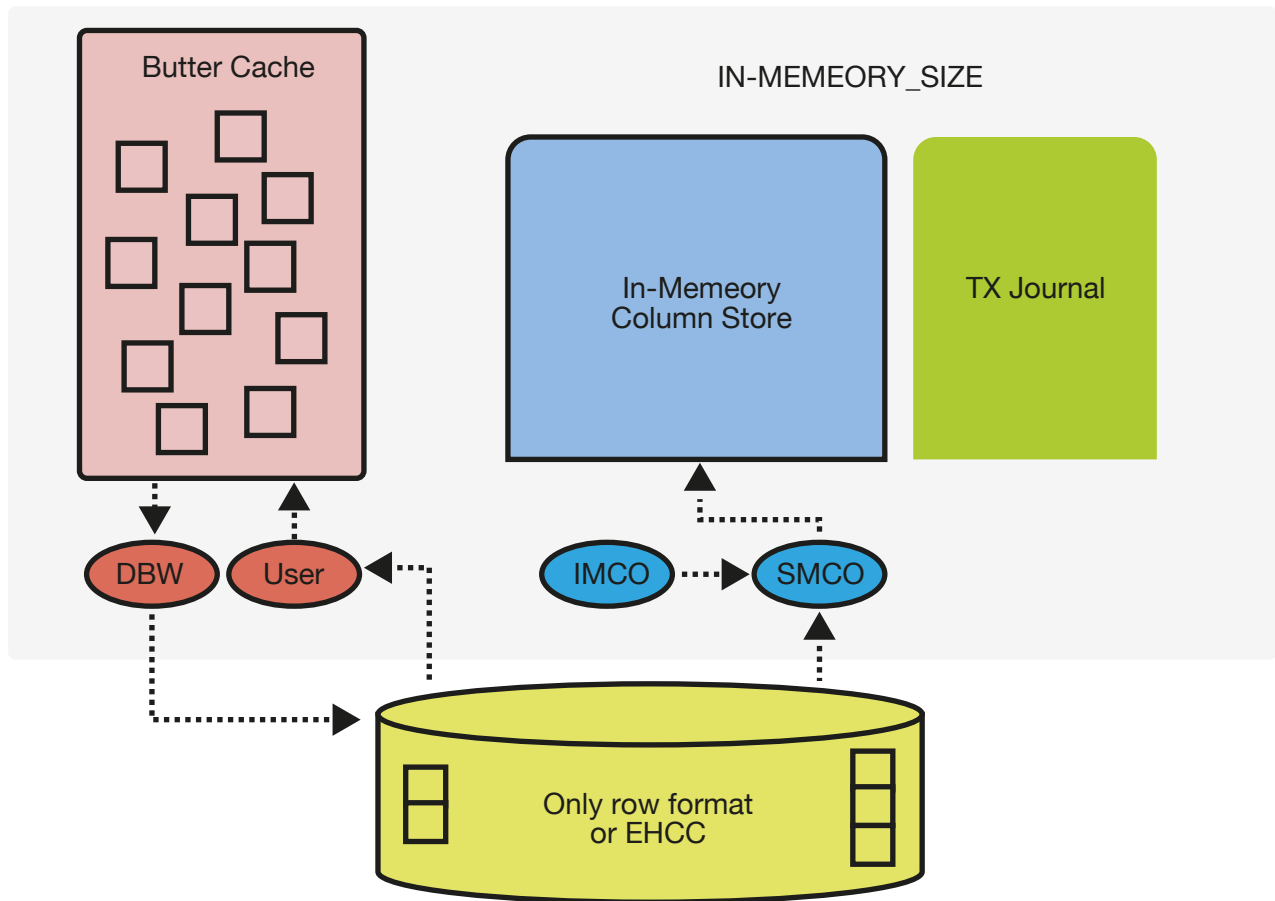 Butter Cache
IN-MEMEORY_SIZE
In-Memeory
Column Store
TX Journal
DBW
User
IMCO
SMCO
Only row format
or EHCC